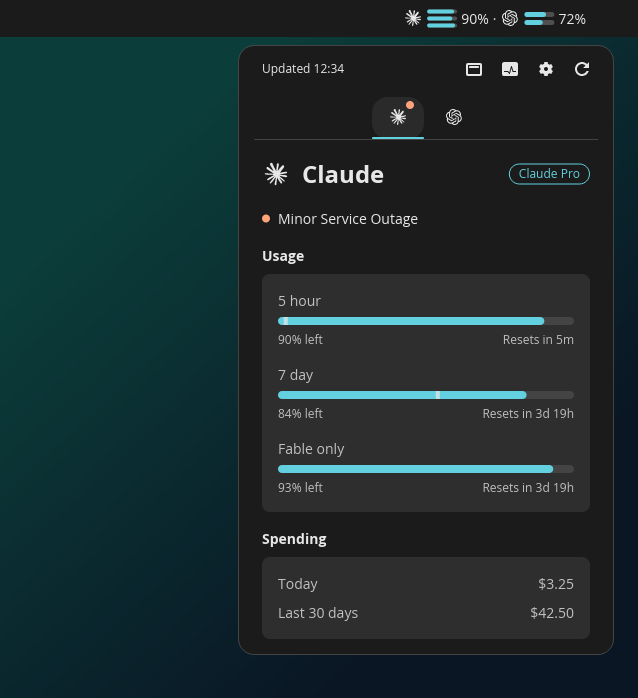 90% · 72%
Updated 12:34
Claude
Claude Pro
Minor Service Outage
Usage
5 hour
90% left
Resets in 5m
7 day
84% left
Resets in 3d 19h
Fable only
93% left
Resets in 3d 19h
Spending
Today
$3.25
Last 30 days
$42.50